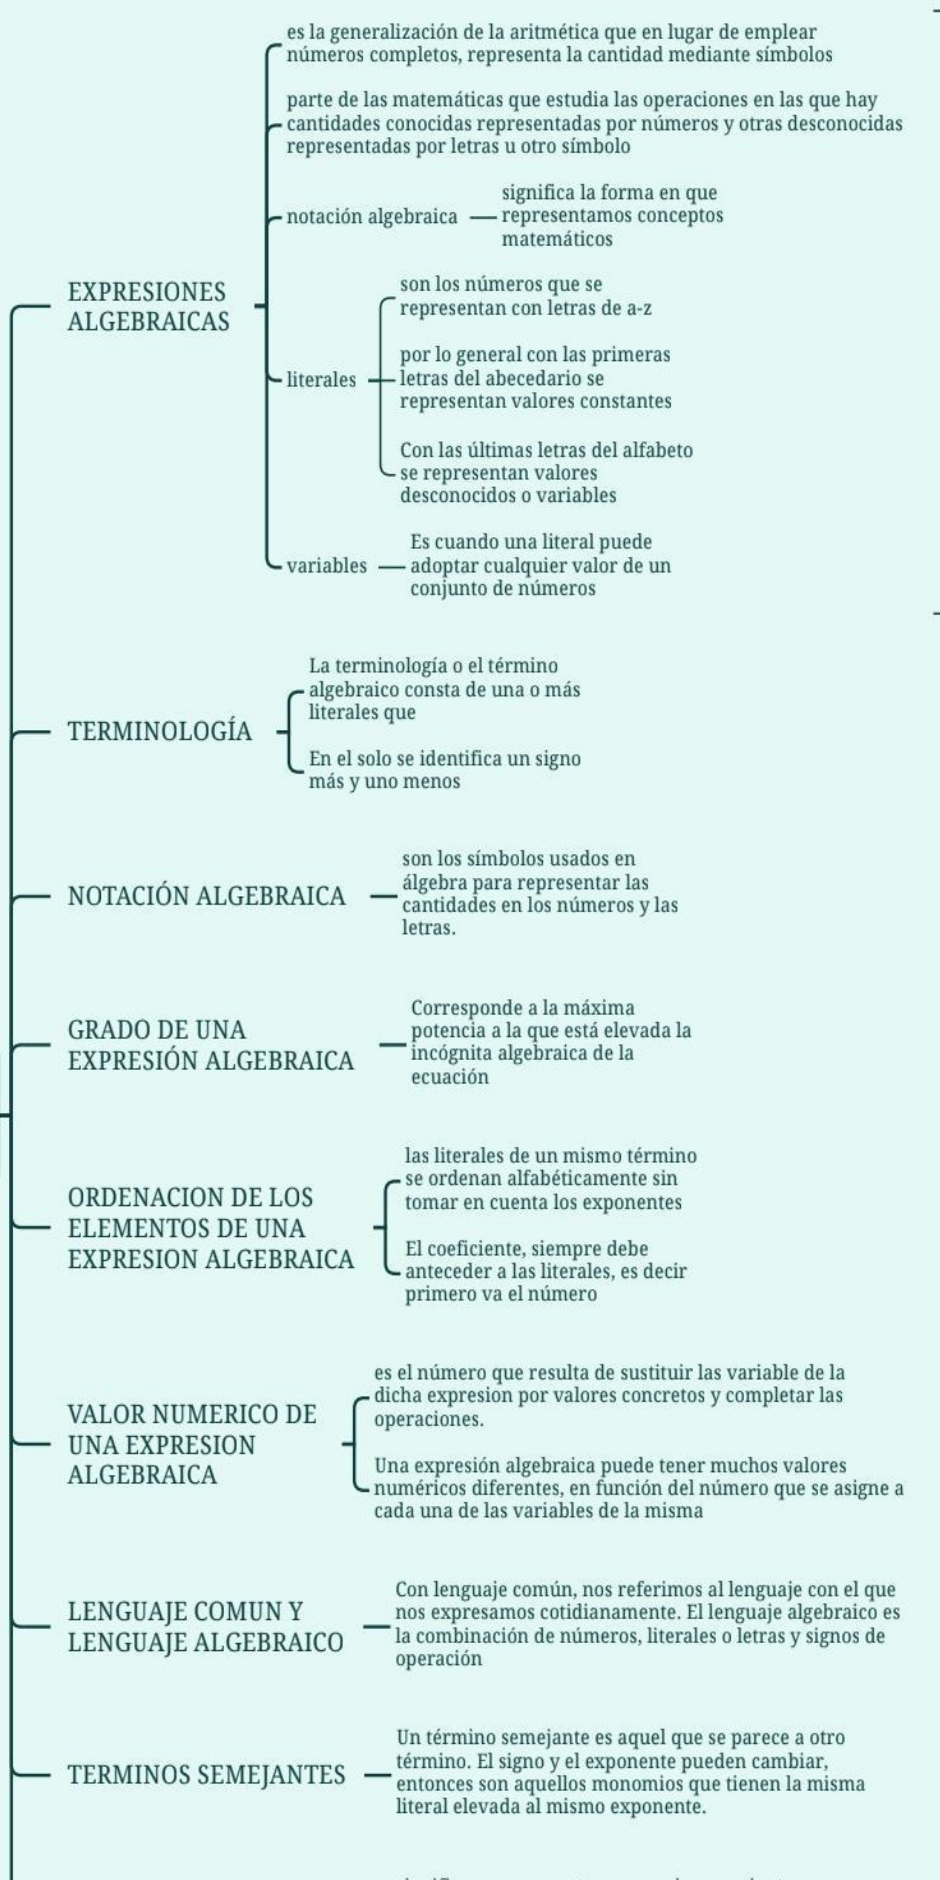 es la generalización de la aritmética que en lugar de emplear
números completos, representa la cantidad mediante símbolos
parte de las matemáticas que estudia las operaciones en las que hay
cantidades conocidas representadas por números y otras desconocidas
representadas por letras u otro símbolo
notación algebraica
significa la forma en que
representamos conceptos
matemáticos
EXPRESIONES
ALGEBRAICAS
literales
son los números que se
representan con letras de a-z
por lo general con las primeras
letras del abecedario se
representan valores constantes
Con las últimas letras del alfabeto
se representan valores
desconocidos o variables
variables
Es cuando una literal puede
adoptar cualquier valor de un
conjunto de números
TERMINOLOGÍA
La terminología o el término
algebraico consta de una o más
literales que
En el solo se identifica un signo
más y uno menos
NOTACIÓN ALGEBRAICA
son los símbolos usados en
álgebra para representar las
cantidades en los números y las
letras.
GRADO DE UNA
EXPRESIÓN ALGEBRAICA
Corresponde a la máxima
potencia a la que está elevada la
incógnita algebraica de la
ecuación
ORDENACION DE LOS
ELEMENTOS DE UNA
EXPRESION ALGEBRAICA
las literales de un mismo término
se ordenan alfabéticamente sin
tomar en cuenta los exponentes
El coeficiente, siempre debe
anteceder a las literales, es decir
primero va el número
VALOR NUMERICO DE
UNA EXPRESION
ALGEBRAICA
es el número que resulta de sustituir las variable de la
dicha expresion por valores concretos y completar las
operaciones.
Una expresión algebraica puede tener muchos valores
numéricos diferentes, en función del número que se asigne a
cada una de las variables de la misma
LENGUAJE COMUN Y
LENGUAJE ALGEBRAICO
Con lenguaje común, nos referimos al lenguaje con el que
nos expresamos cotidianamente. El lenguaje algebraico es
la combinación de números, literales o letras y signos de
operación
TERMINOS SEMEJANTES
Un término semejante es aquel que se parece a otro
término. El signo y el exponente pueden cambiar,
entonces son aquellos monomios que tienen la misma
literal elevada al mismo exponente.